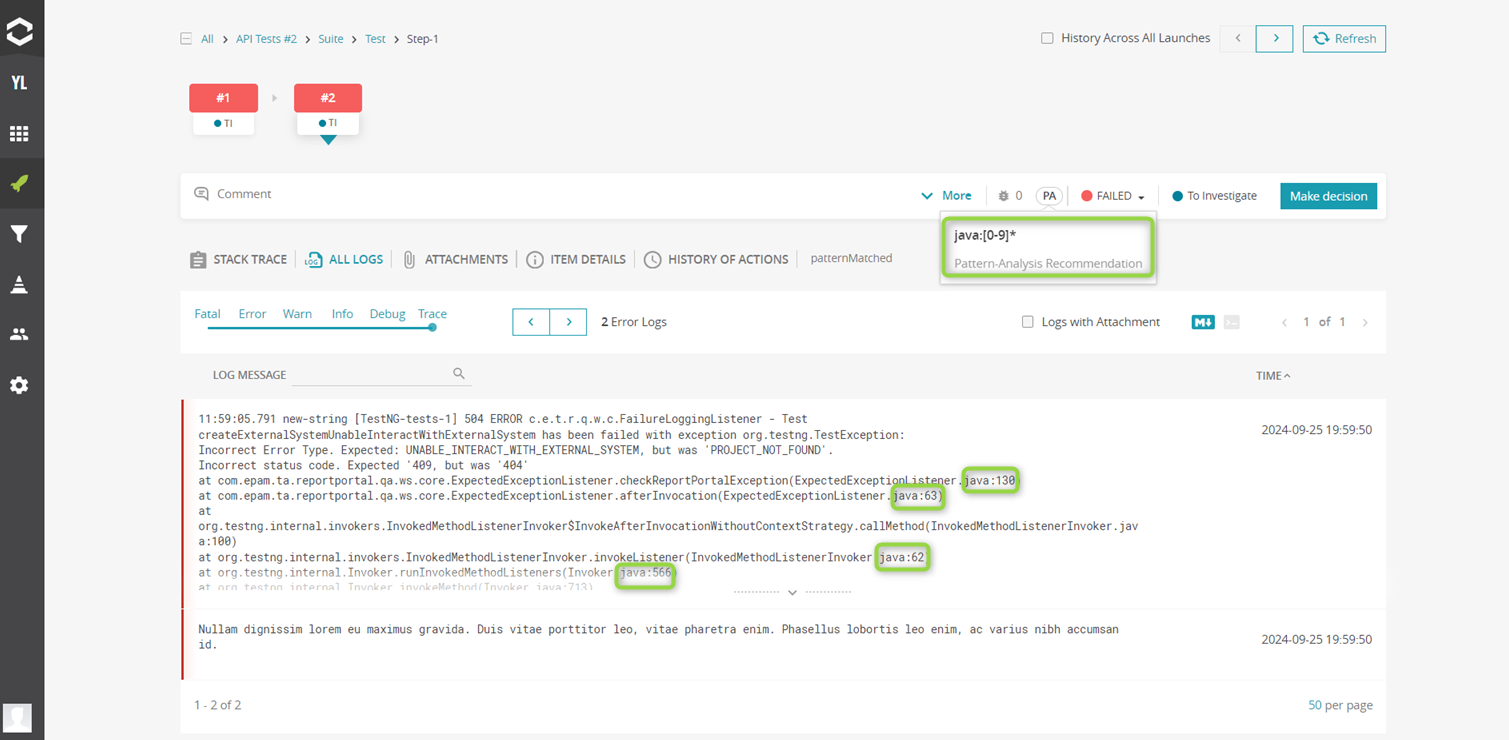 All > API Tests #2 > Suite > Test > Step-1
History Across All Launches
Refresh
YL
#1
#2
TI
TI
Comment
More
0
PA
FAILED
To Investigate
Make decision
java:[0-9]*
Pattern-Analysis Recommendation
STACK TRACE
LOG
ALL LOGS
ATTACHMENTS
ITEM DETAILS
HISTORY OF ACTIONS
patternMatched
Fatal Error Warn Info Debug Trace
2 Error Logs
Logs with Attachment
M
1 of 1
LOG MESSAGE
TIME
11:59:05.791 new-string [TestNG-tests-1] 504 ERROR c.e.t.r.q.w.c.FailureLoggingListener - Test
createExternalSystemUnableInteractWithExternalSystem has been failed with exception org.testng.TestException:
Incorrect Error Type. Expected: UNABLE_INTERACT_WITH_EXTERNAL_SYSTEM, but was 'PROJECT_NOT_FOUND'.
Incorrect status code. Expected '409, but was '404'
at com.epam.ta.reportportal.qa.ws.core.ExpectedExceptionListener.checkReportPortalException(ExpectedExceptionListener.java:130)
at com.epam.ta.reportportal.qa.ws.core.ExpectedExceptionListener.afterInvocation(ExpectedExceptionListener.java:63)
at
org.testng.internal.invokers.InvokedMethodListenerInvoker$InvokeAfterInvocationWithoutContextStrategy.callMethod(InvokedMethodListenerInvoker.jav
a:100)
at org.testng.internal.invokers.InvokedMethodListenerInvoker.invokeListener(InvokedMethodListenerInvoker.java:62)
at org.testng.internal.Invoker.runInvokedMethodListeners(Invoker.java:566)
at org.testng.internal.Invoker.invokeMethod(Invoker.java:713)
2024-09-25 19:59:50
Nullam dignissim lorem eu maximus gravida. Duis vitae porttitor leo, vitae pharetra enim. Phasellus lobortis leo enim, ac varius nibh accumsan
id.
2024-09-25 19:59:50
1 - 2 of 2
50 per page